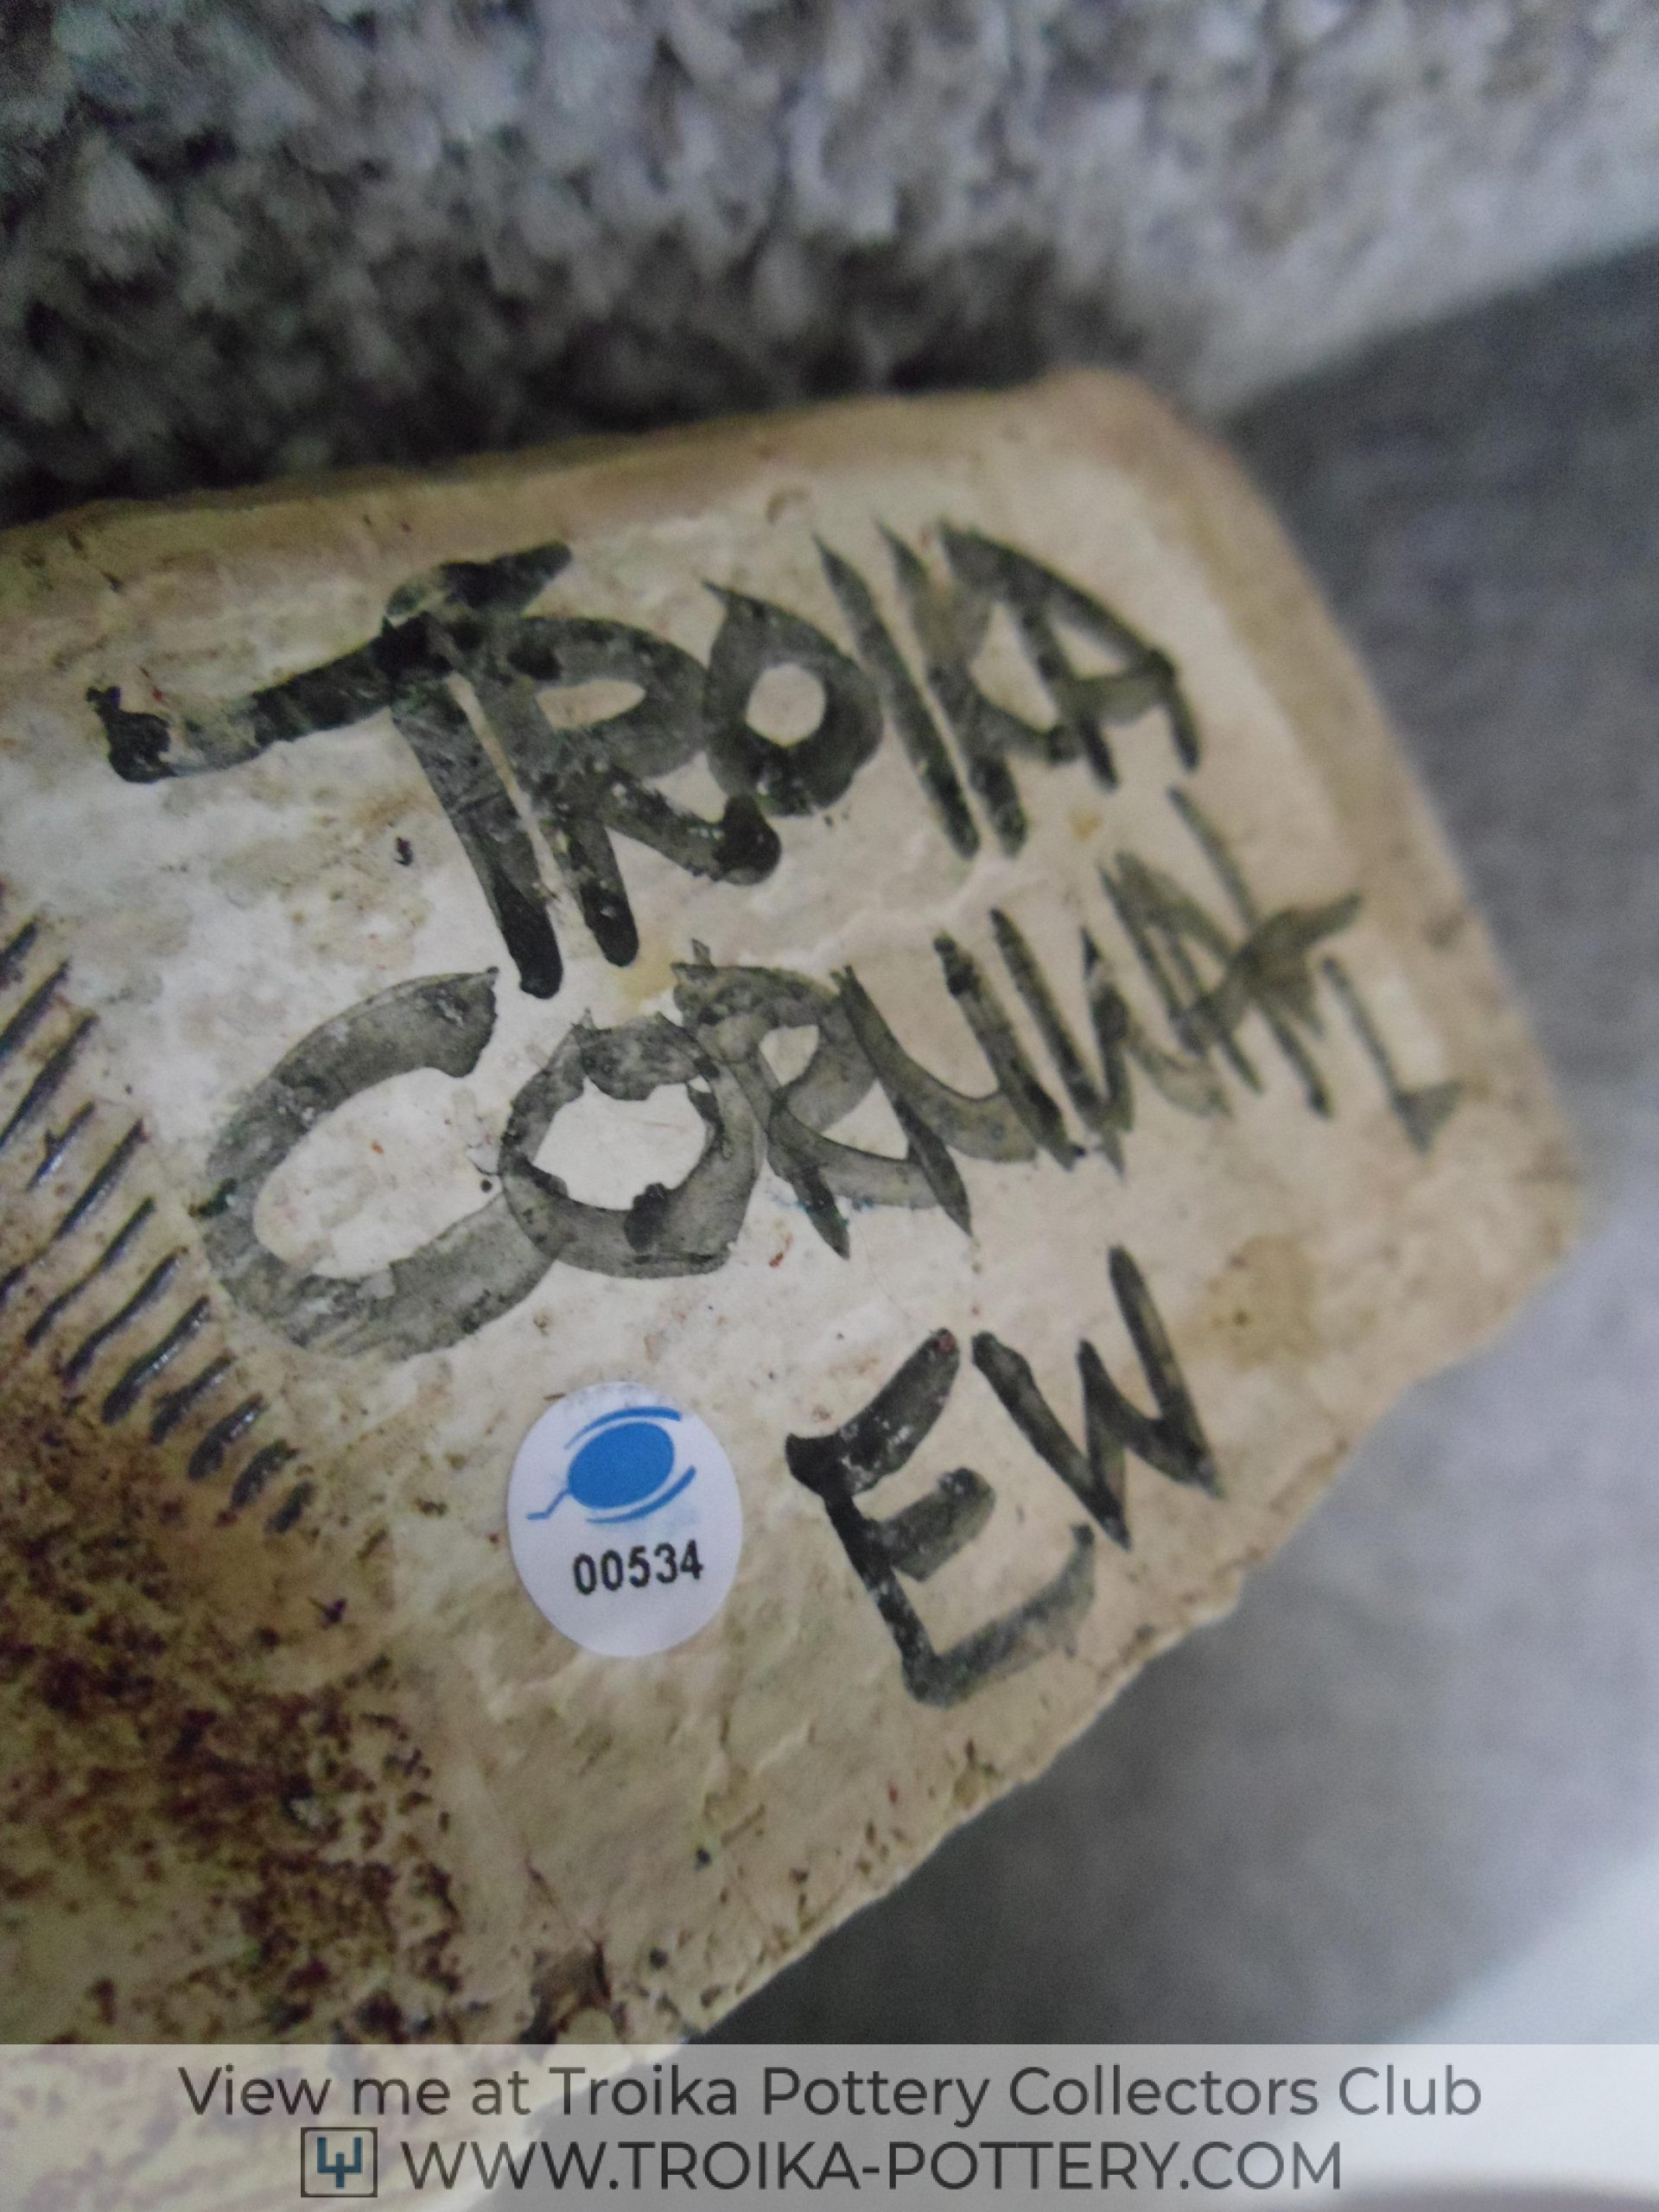 TROIKA
CORNWALL
EW
00534
View me at Troika Pottery Collectors Club
WWW.TROIKA-POTTERY.COM